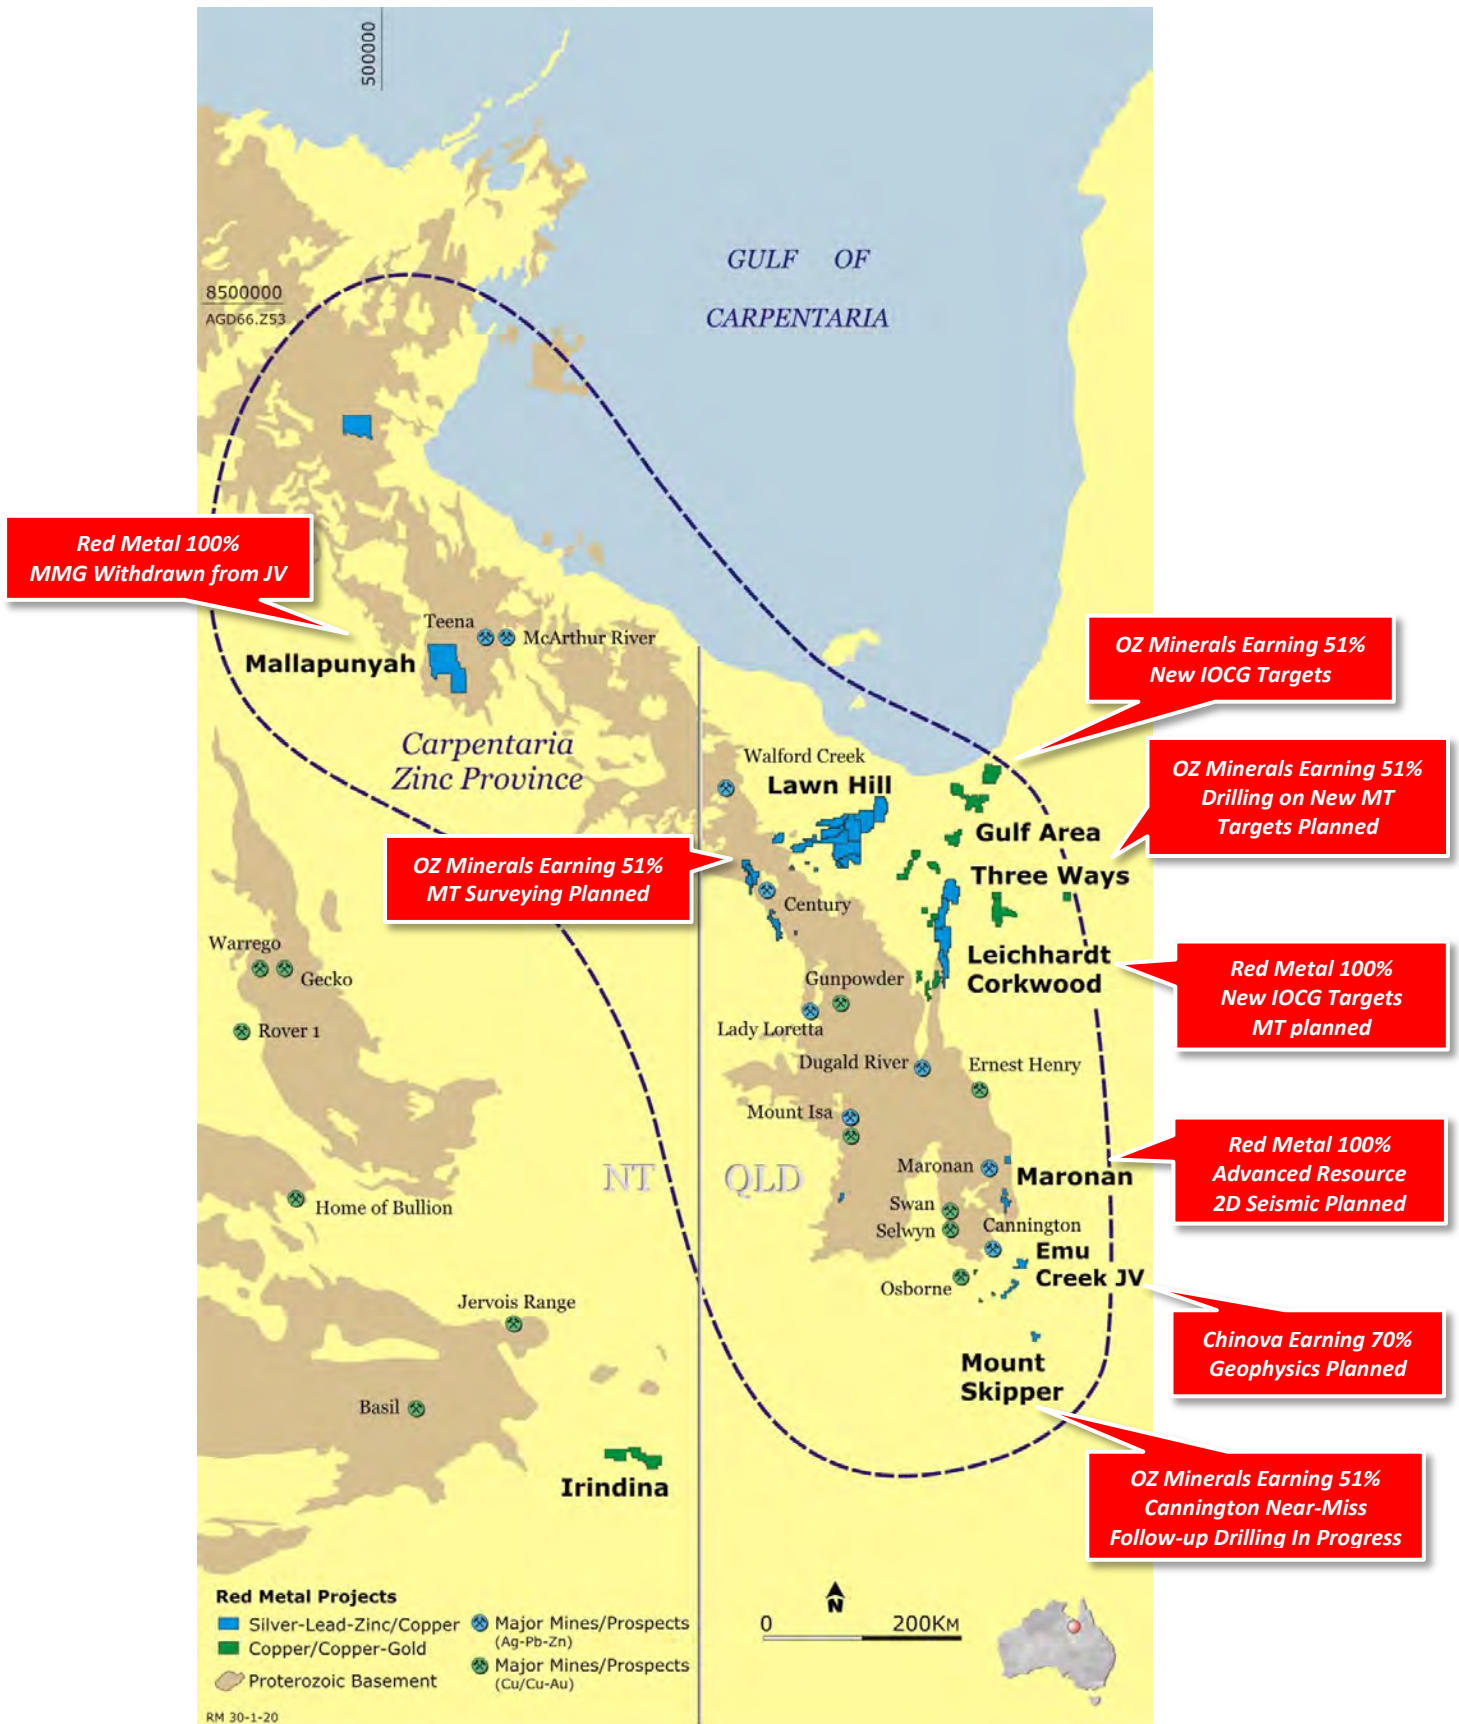 500000
GULF OF
CARPENTARIA
8500000
AGD66.Z53
Red Metal 100%
MMG Withdrawn from JV
Teena
McArthur River
Mallapunyah
Carpentaria
Zinc Province
OZ Minerals Earning 51%
New IOCG Targets
Walford Creek
Lawn Hill
OZ Minerals Earning 51%
Drilling on New MT
Targets Planned
Gulf Area
Three Ways
OZ Minerals Earning 51%
MT Surveying Planned
Century
Warrego
Gecko
Rover 1
Leichhardt
Corkwood
Red Metal 100%
New IOCG Targets
MT planned
Gunpowder
Lady Loretta
Dugald River
Ernest Henry
Mount Isa
NT
QLD
Maronan
Maronan
Red Metal 100%
Advanced Resource
2D Seismic Planned
Home of Bullion
Swan
Selwyn
Cannington
Emu
Creek JV
Osborne
Jervois Range
Chinova Earning 70%
Geophysics Planned
Mount
Skipper
Basil
Irindina
OZ Minerals Earning 51%
Cannington Near-Miss
Follow-up Drilling In Progress
Red Metal Projects
Silver-Lead-Zinc/Copper
Copper/Copper-Gold
Proterozoic Basement
Major Mines/Prospects
(Ag-Pb-Zn)
Major Mines/Prospects
(Cu/Cu-Au)
N
0 200KM
RM 30-1-20